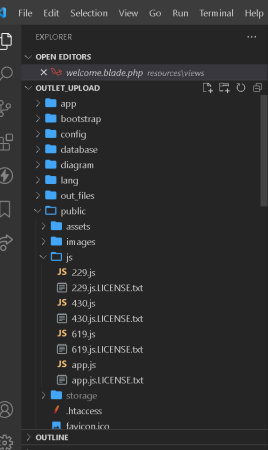 File Edit Selection View Go Run Terminal Help
EXPLORER
OPEN EDITORS
welcome.blade.php resources\views
OUTLET_UPLOAD
app
bootstrap
config
database
diagram
lang
out_files
public
assets
images
js
JS 229.js
229.js.LICENSE.txt
JS 430.js
430.js.LICENSE.txt
JS 619.js
619.js.LICENSE.txt
JS app.js
app.js.LICENSE.txt
storage
.htaccess
favicon.ico
OUTLINE